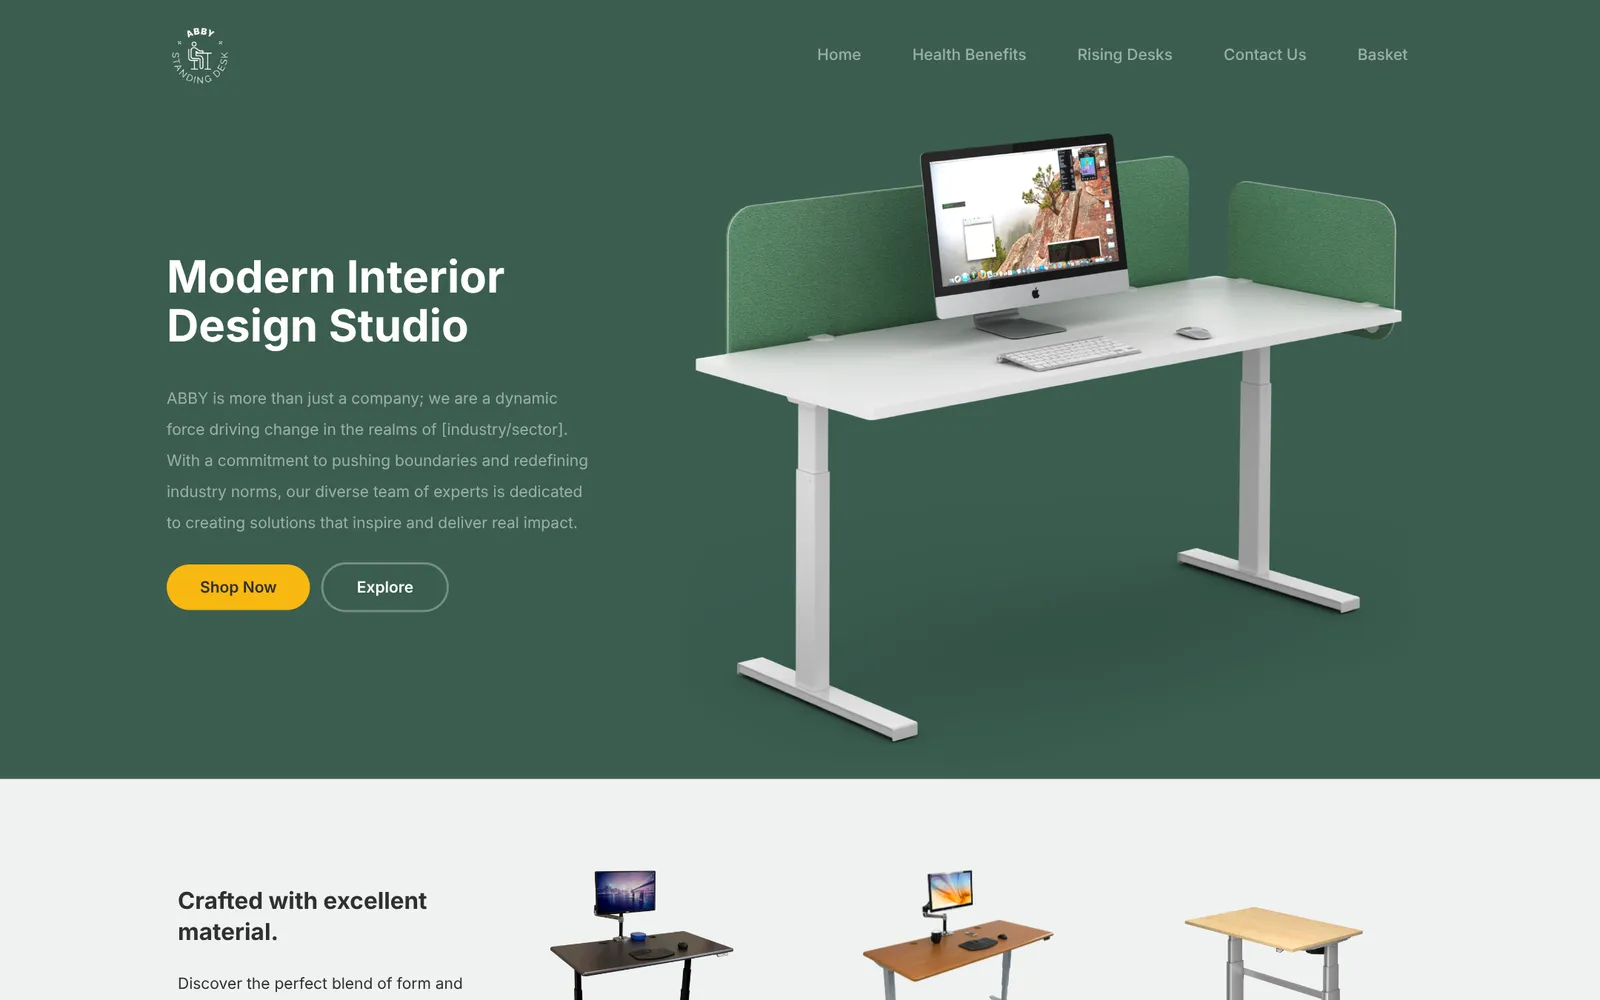 ABBY
STANDING DESK
Home
Health Benefits
Rising Desks
Contact Us
Basket
Modern Interior
Design Studio
ABBY is more than just a company; we are a dynamic
force driving change in the realms of [industry/sector].
With a commitment to pushing boundaries and redefining
industry norms, our diverse team of experts is dedicated
to creating solutions that inspire and deliver real impact.
Shop Now
Explore
Crafted with excellent
material.
Discover the perfect blend of form and